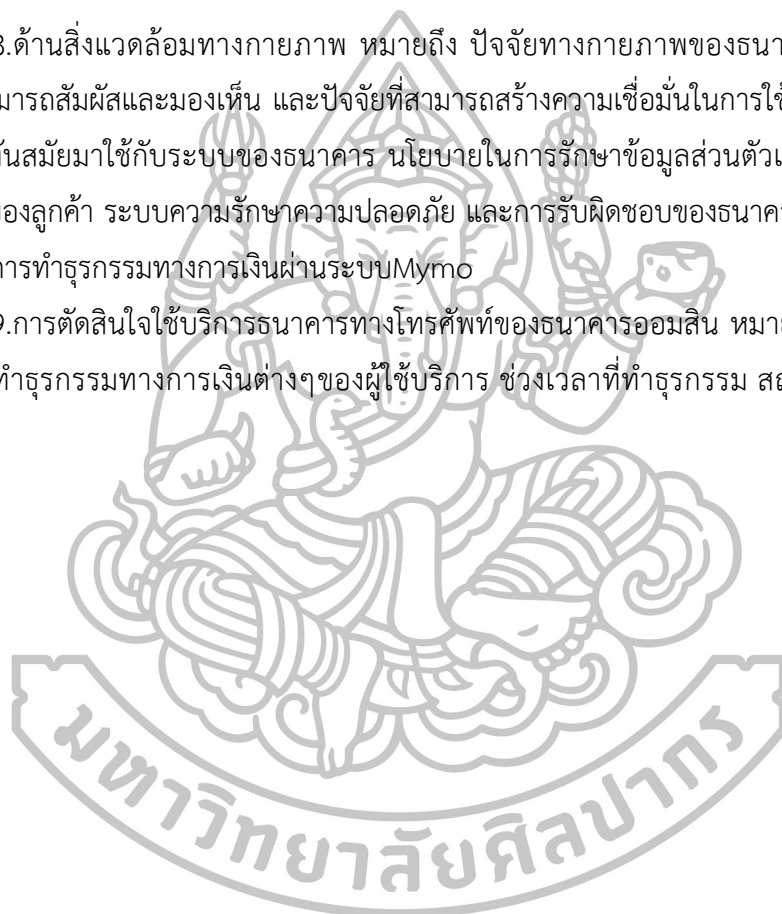 8.ด้านสิ่งแวดล้อมทางกายภาพ หมายถึง ปัจจัยทางกายภาพของธนา
มารถสัมผัสและมองเห็น และปัจจัยที่สามารถสร้างความเชื่อมั่นในการใช้
ทันสมัยมาใช้กับระบบของธนาคาร นโยบายในการรักษาข้อมูลส่วนตัวแ
ของลูกค้า ระบบความรักษาความปลอดภัย และการรับผิดชอบของธนาคา
การทำธุรกรรมทางการเงินผ่านระบบMymo
9.การตัดสินใจใช้บริการธนาคารทางโทรศัพท์ของธนาคารออมสิน หมาย
ทำธุรกรรมทางการเงินต่างๆของผู้ใช้บริการ ช่วงเวลาที่ทำธุรกรรม สถ
มหาวิทยาลัยศิลปากร